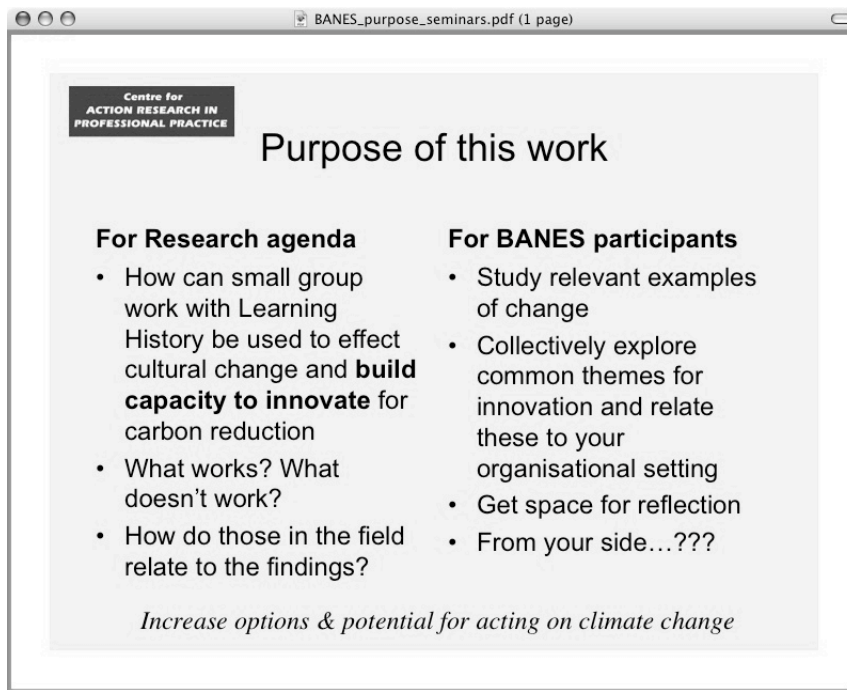 BANES_purpose_seminars.pdf (1 page)
Centre for
ACTION RESEARCH IN
PROFESSIONAL PRACTICE
Purpose of this work
For Research agenda
• How can small group
work with Learning
History be used to effect
cultural change and build
capacity to innovate for
carbon reduction
• What works? What
doesn't work?
• How do those in the field
relate to the findings?
For BANES participants
• Study relevant examples
of change
• Collectively explore
common themes for
innovation and relate
these to your
organisational setting
• Get space for reflection
• From your side…???
Increase options & potential for acting on climate change